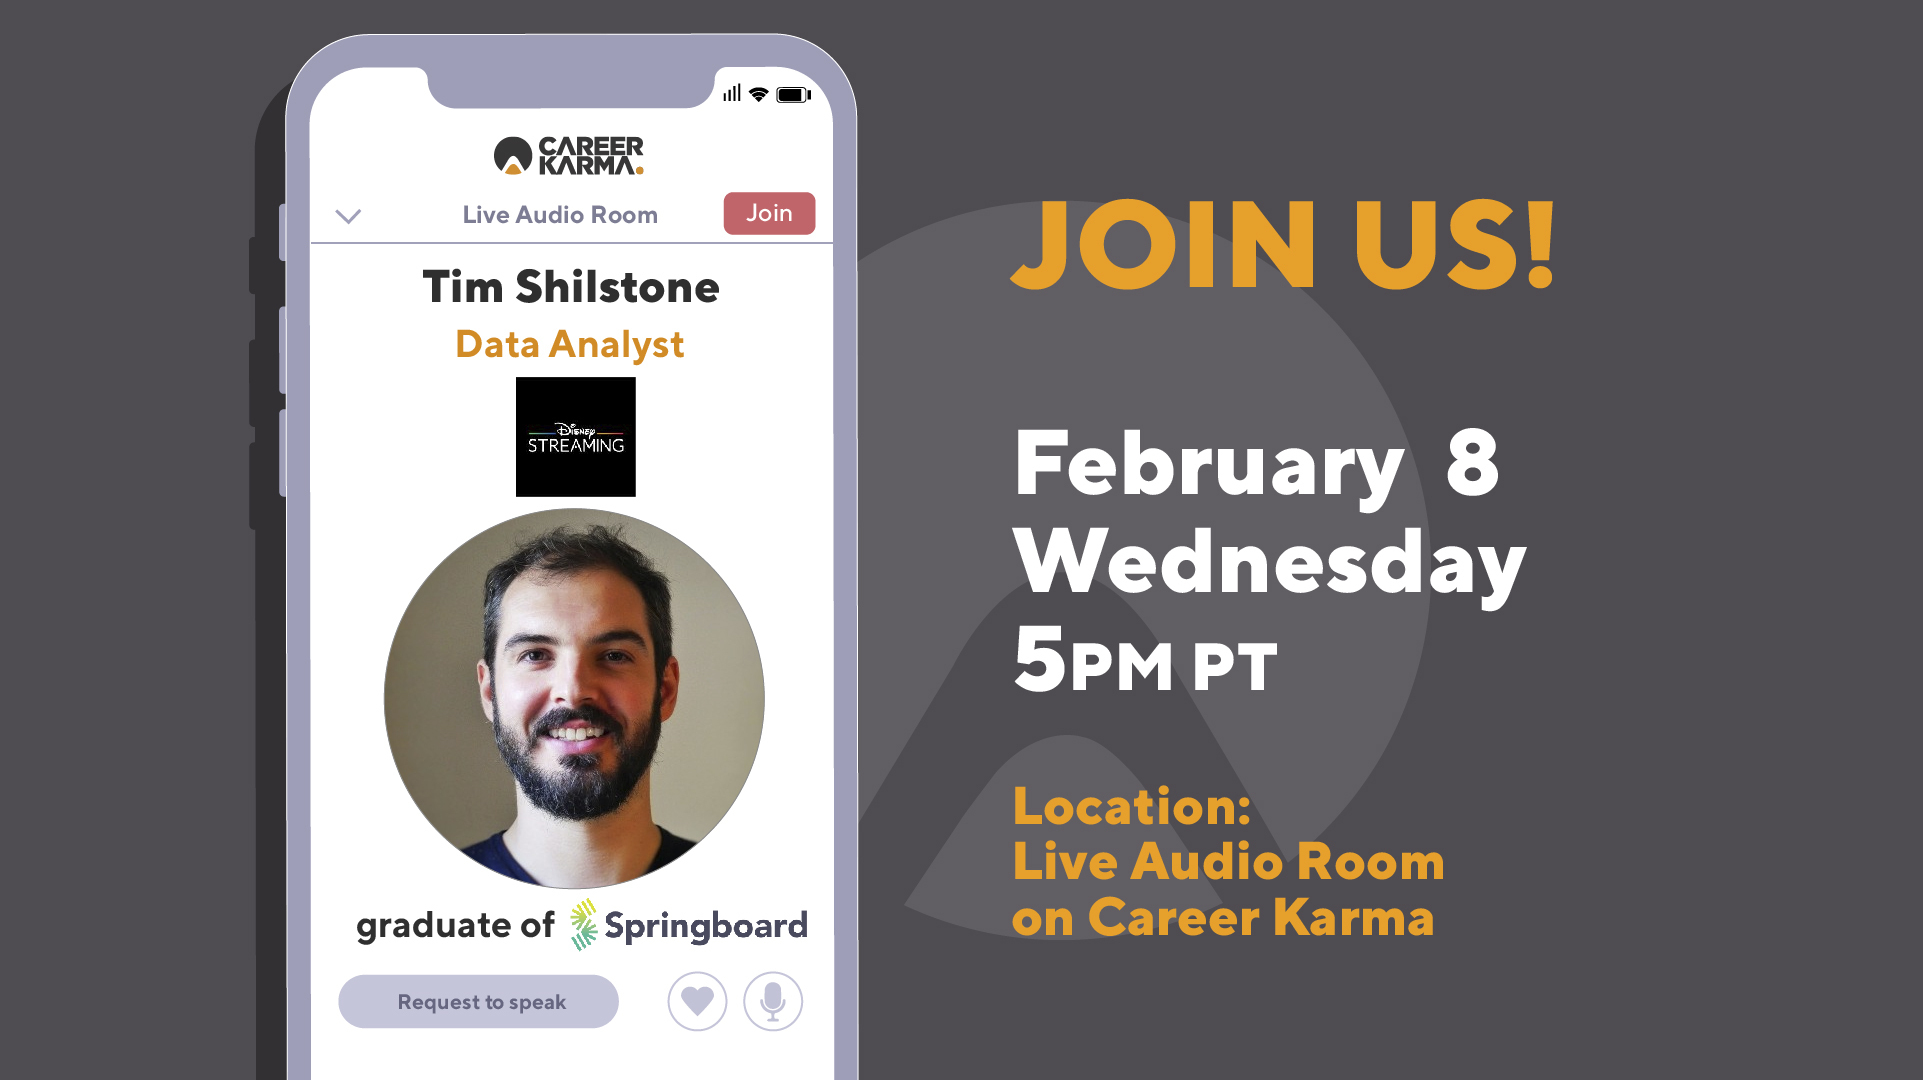 CAREER
KARMA.
Live Audio Room
Join
Tim Shilstone
Data Analyst
Disney
STREAMING
graduate of Springboard
Request to speak
JOIN US!
February 8
Wednesday
5PM PT
Location:
Live Audio Room
on Career Karma